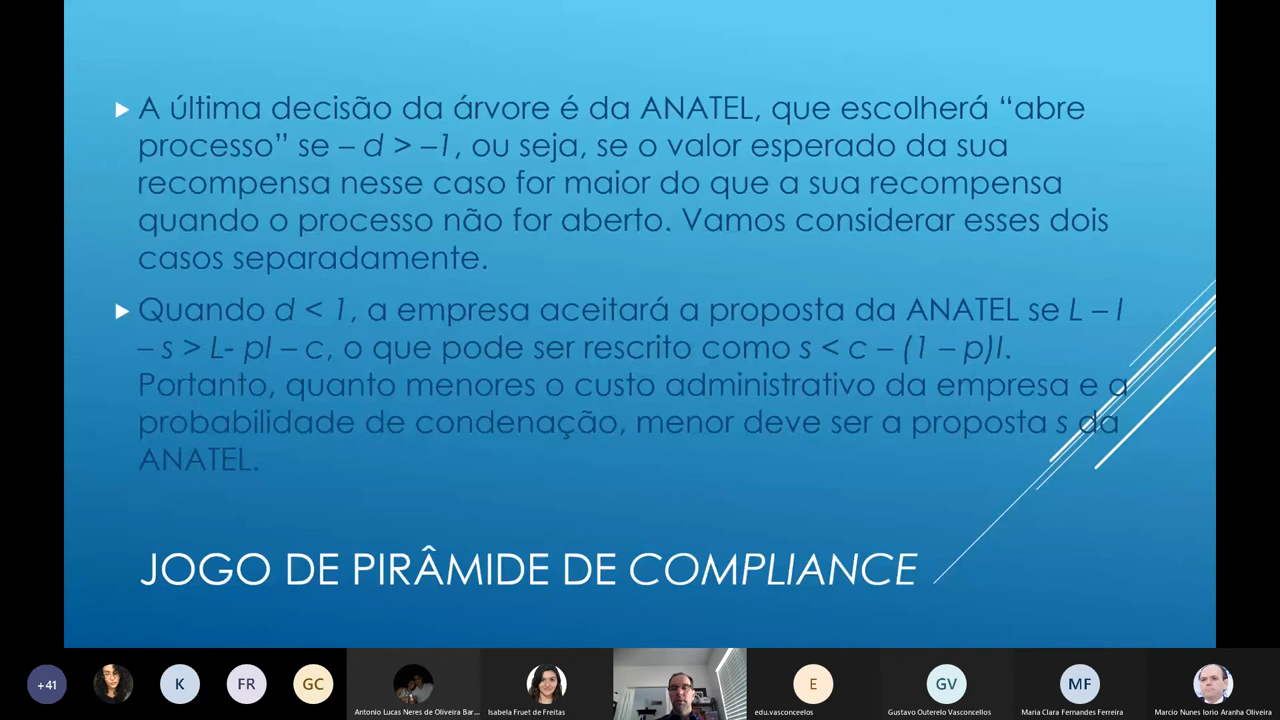 A última decisão da árvore é da ANATEL, que escolherá “abre
processo” se – d > –1, ou seja, se o valor esperado da sua
recompensa nesse caso for maior do que a sua recompensa
quando o processo não for aberto. Vamos considerar esses dois
casos separadamente.
Quando d < 1, a empresa aceitará a proposta da ANATEL se L – I
– s > L- pI – c, o que pode ser rescrito como s < c – (1 – p)I.
Portanto, quanto menores o custo administrativo da empresa e a
probabilidade de condenação, menor deve ser a proposta s da
ANATEL.
JOGO DE PIRÂMIDE DE COMPLIANCE
+41
K
FR
GC
E
GV
MF
Antonio Lucas Neres de Oliveira Bar...
Isabela Fruet de Freitas
edu.vasconceelos
Gustavo Outerelo Vasconcellos
Maria Clara Fernandes Ferreira
Marcio Nunes Iorio Aranha Oliveira